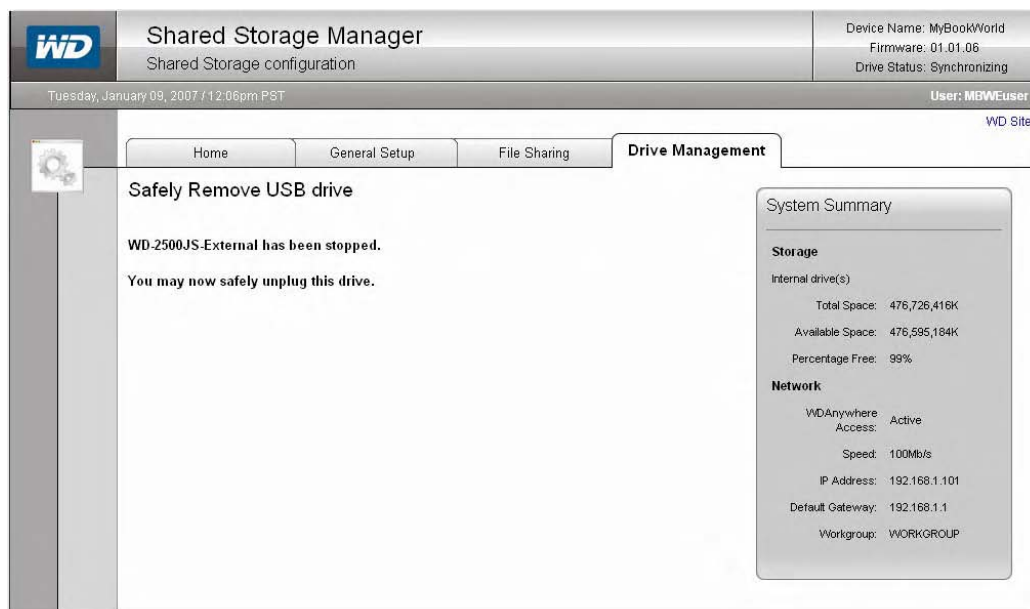 WD
Shared Storage Manager
Shared Storage configuration
Device Name: MyBookWorld
Firmware: 01.01.06
Drive Status: Synchronizing
Tuesday, January 09, 2007 / 12:06pm PST
User: MBWEuser
WD Site
Home
General Setup
File Sharing
Drive Management
Safely Remove USB drive
WD-2500JS-External has been stopped.
You may now safely unplug this drive.
System Summary
Storage
Internal drive(s)
Total Space: 476,726,416K
Available Space: 476,595,184K
Percentage Free: 99%
Network
WDAnywhere
Access: Active
Speed: 100Mb/s
IP Address: 192.168.1.101
Default Gateway: 192.168.1.1
Workgroup: WORKGROUP